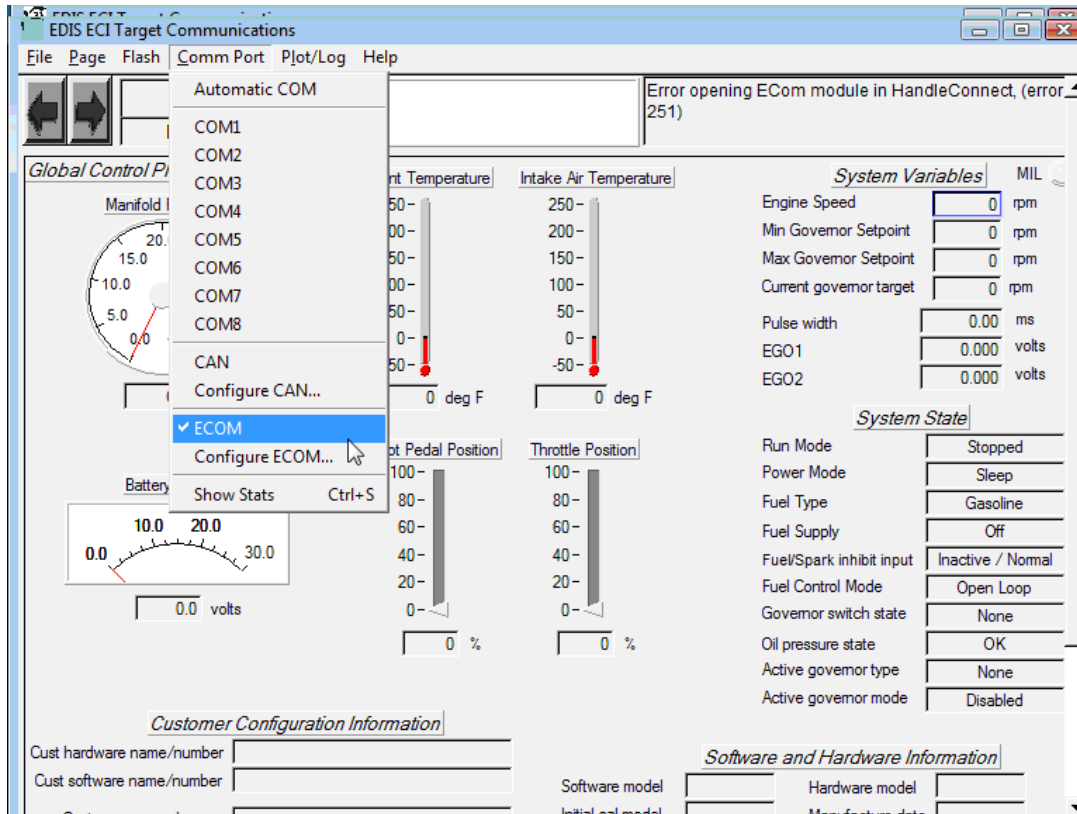 EDIS ECI Target Communications
File Page Flash Comm Port Plot/Log Help
Automatic COM
COM1
COM2
COM3
COM4
COM5
COM6
COM7
COM8
CAN
Configure CAN...
ECOM
Configure ECOM...
Show Stats Ctrl+S
Error opening ECom module in HandleConnect, (error
251)
Global Control
Manifold
20.
15.0
10.0
5.0
0.0
Temperature
deg F
0
Intake Air Temperature
250
200
150
100
50
0
-50
0 deg F
Battery
10.0 20.0
0.0 30.0
0.0 volts
Pedal Position
100
80
60
40
20
0
0 %
Throttle Position
100
80
60
40
20
0
0 %
System Variables MIL
Engine Speed 0 rpm
Min Governor Setpoint 0 rpm
Max Governor Setpoint 0 rpm
Current governor target 0 rpm
Pulse width 0.00 ms
EGO1 0.000 volts
EGO2 0.000 volts
System State
Run Mode Stopped
Power Mode Sleep
Fuel Type Gasoline
Fuel Supply Off
Fuel/Spark inhibit input Inactive / Normal
Fuel Control Mode Open Loop
Governor switch state None
Oil pressure state OK
Active governor type None
Active governor mode Disabled
Customer Configuration Information
Cust hardware name/number
Cust software name/number
Software and Hardware Information
Software model Hardware model